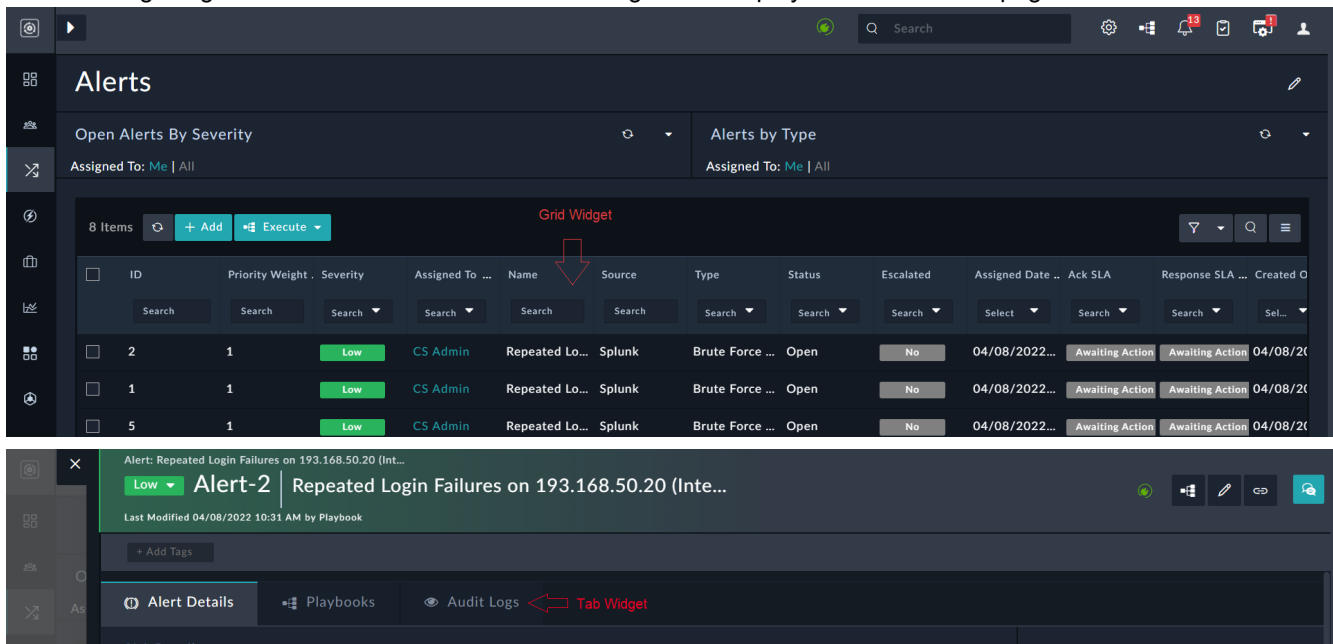 13
!
Search
Alerts
Open Alerts By Severity
Alerts by Type
Assigned To: Me | All
Assigned To: Me | All
Grid Widget
8 Items + Add Execute
ID Priority Weight . Severity Assigned To ... Name Source Type Status Escalated Assigned Date .. Ack SLA Response SLA ... Created O
Search Search Search Search Search Search Search Search Search Select Search Search Sel...
2 1 Low CS Admin Repeated Lo... Splunk Brute Force ... Open No 04/08/2022... Awaiting Action Awaiting Action 04/08/20
1 1 Low CS Admin Repeated Lo... Splunk Brute Force ... Open No 04/08/2022... Awaiting Action Awaiting Action 04/08/20
5 1 Low CS Admin Repeated Lo... Splunk Brute Force ... Open No 04/08/2022... Awaiting Action Awaiting Action 04/08/20
Alert: Repeated Login Failures on 193.168.50.20 (Int...
Low Alert-2 | Repeated Login Failures on 193.168.50.20 (Inte...
Last Modified 04/08/2022 10:31 AM by Playbook
+ Add Tags
O
As
Alert Details Playbooks Audit Logs Tab Widget